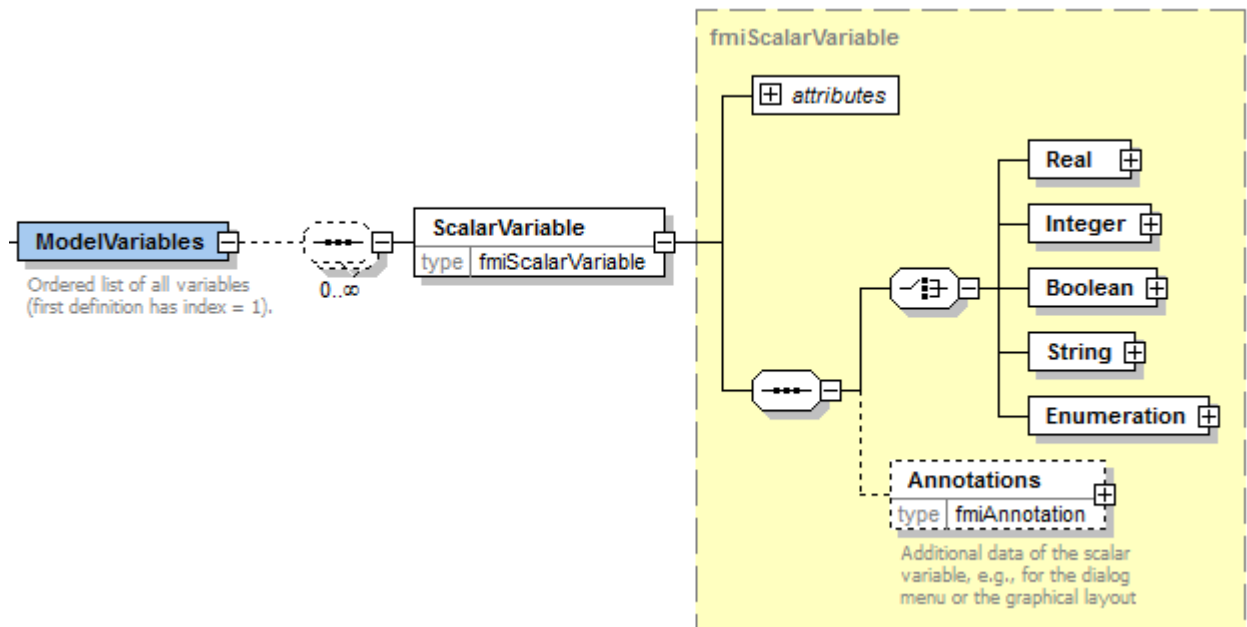 fmiScalarVariable
attributes
Real
Integer
Boolean
String
Enumeration
ModelVariables
Ordered list of all variables
(first definition has index = 1).
0..∞
ScalarVariable
type fmiScalarVariable
Annotations
type fmiAnnotation
Additional data of the scalar
variable, e.g., for the dialog
menu or the graphical layout